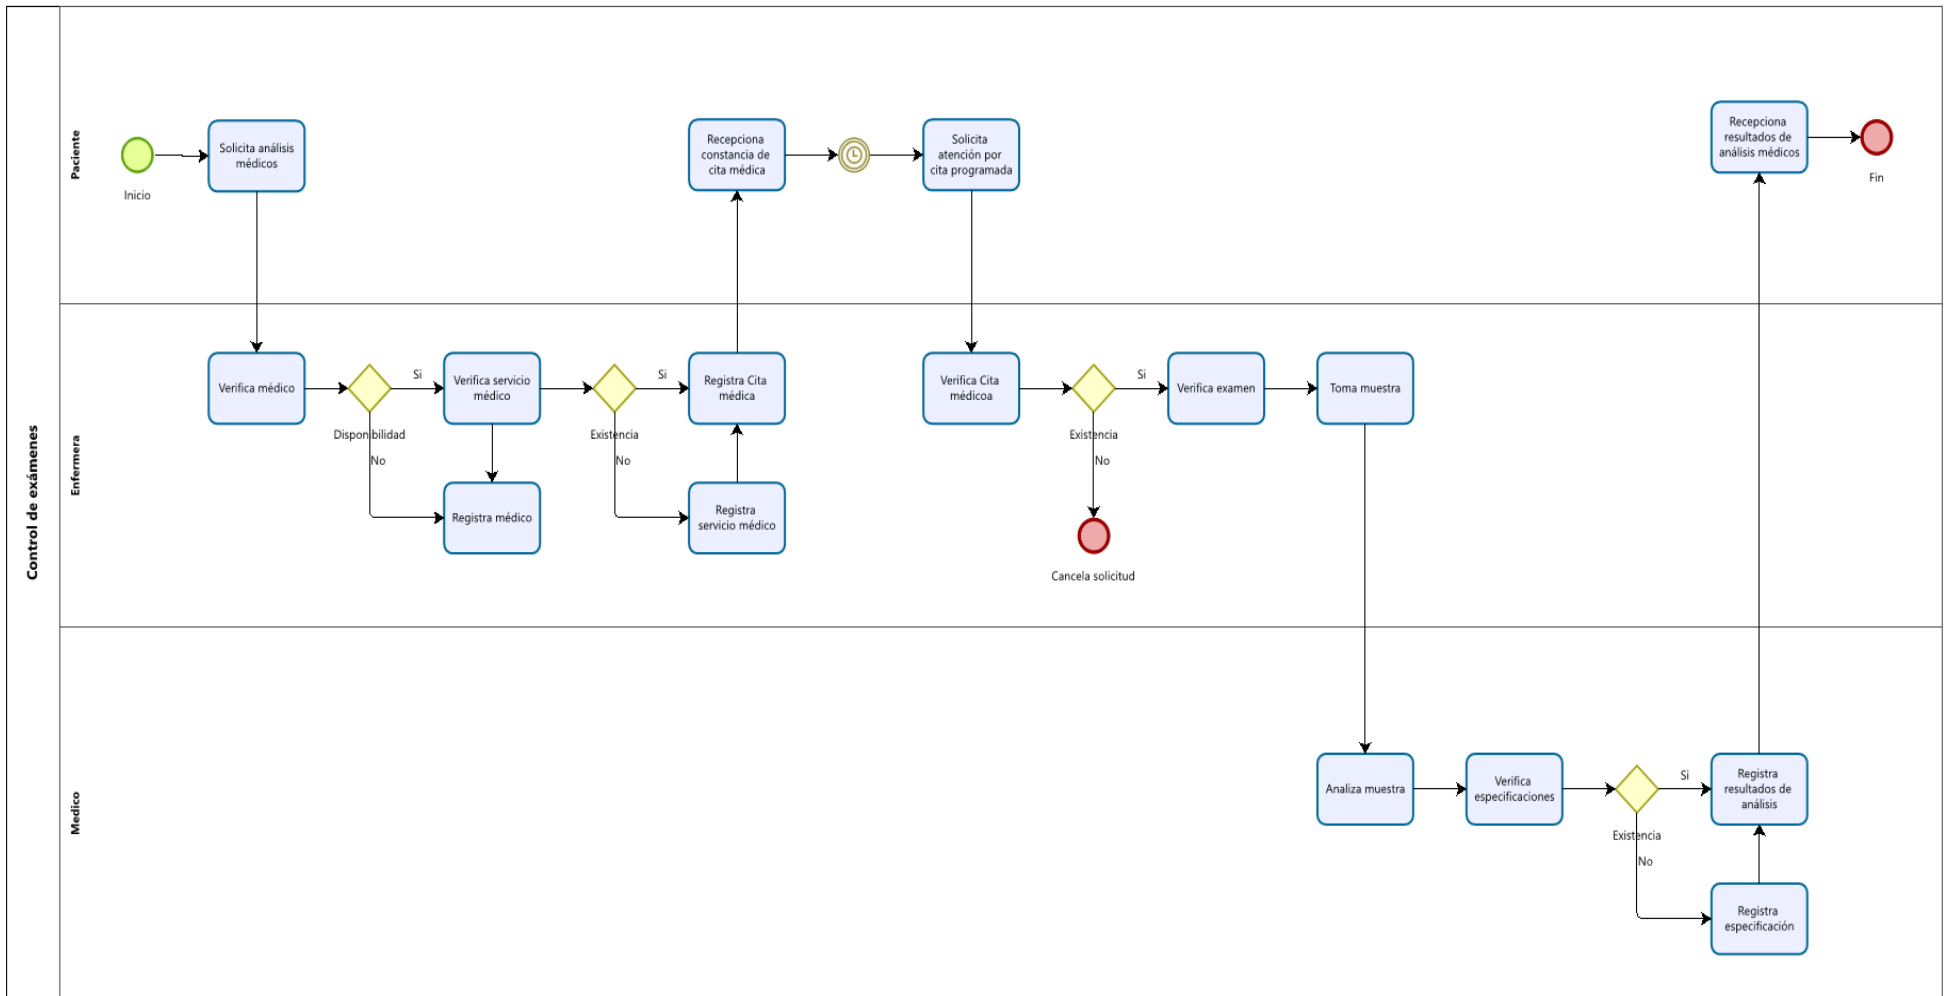 Control de exámenes
Paciente
Inicio
Solicita análisis
médicos
Recepciona
constancia de
cita médica
Solicita
atención por
cita programada
Recepciona
resultados de
análisis médicos
Fin
Enfermera
Verifica médico
Disponibilidad
Si
No
Verifica servicio
médico
Registra médico
Existencia
Si
No
Registra Cita
médica
Registra
servicio médico
Verifica Cita
médicoa
Existencia
Si
No
Cancela solicitud
Verifica examen
Toma muestra
Medico
Analiza muestra
Verifica
especificaciones
Existencia
Si
No
Registra
resultados de
análisis
Registra
especificación